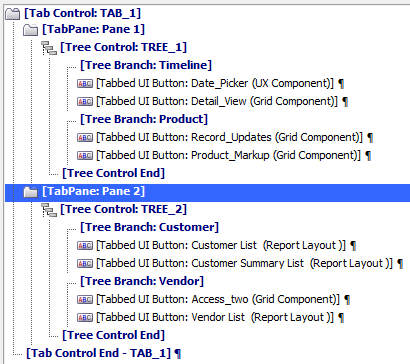 [Tab Control: TAB_1]
[TabPane: Pane 1]
[Tree Control: TREE_1]
[Tree Branch: Timeline]
ABC [Tabbed UI Button: Date_Picker (UX Component)] ¶
ABC [Tabbed UI Button: Detail_View (Grid Component)] ¶
[Tree Branch: Product]
ABC [Tabbed UI Button: Record_Updates (Grid Component)] ¶
ABC [Tabbed UI Button: Product_Markup (Grid Component)] ¶
[Tree Control End]
[TabPane: Pane 2]
[Tree Control: TREE_2]
[Tree Branch: Customer]
ABC [Tabbed UI Button: Customer List (Report Layout )] ¶
ABC [Tabbed UI Button: Customer Summary List (Report Layout )] ¶
[Tree Branch: Vendor]
ABC [Tabbed UI Button: Access_two (Grid Component)] ¶
ABC [Tabbed UI Button: Vendor List (Report Layout )] ¶
[Tree Control End]
[Tab Control End - TAB_1] ¶